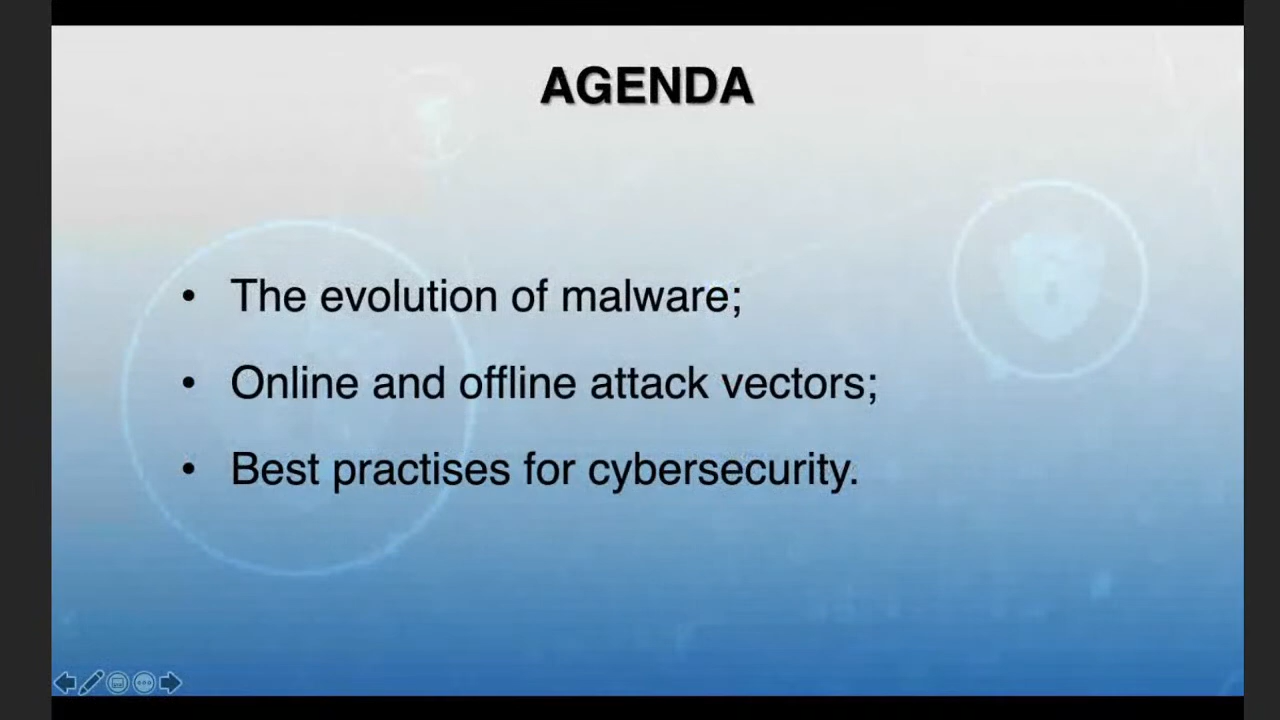 AGENDA
• The evolution of malware;
• Online and offline attack vectors;
• Best practises for cybersecurity.